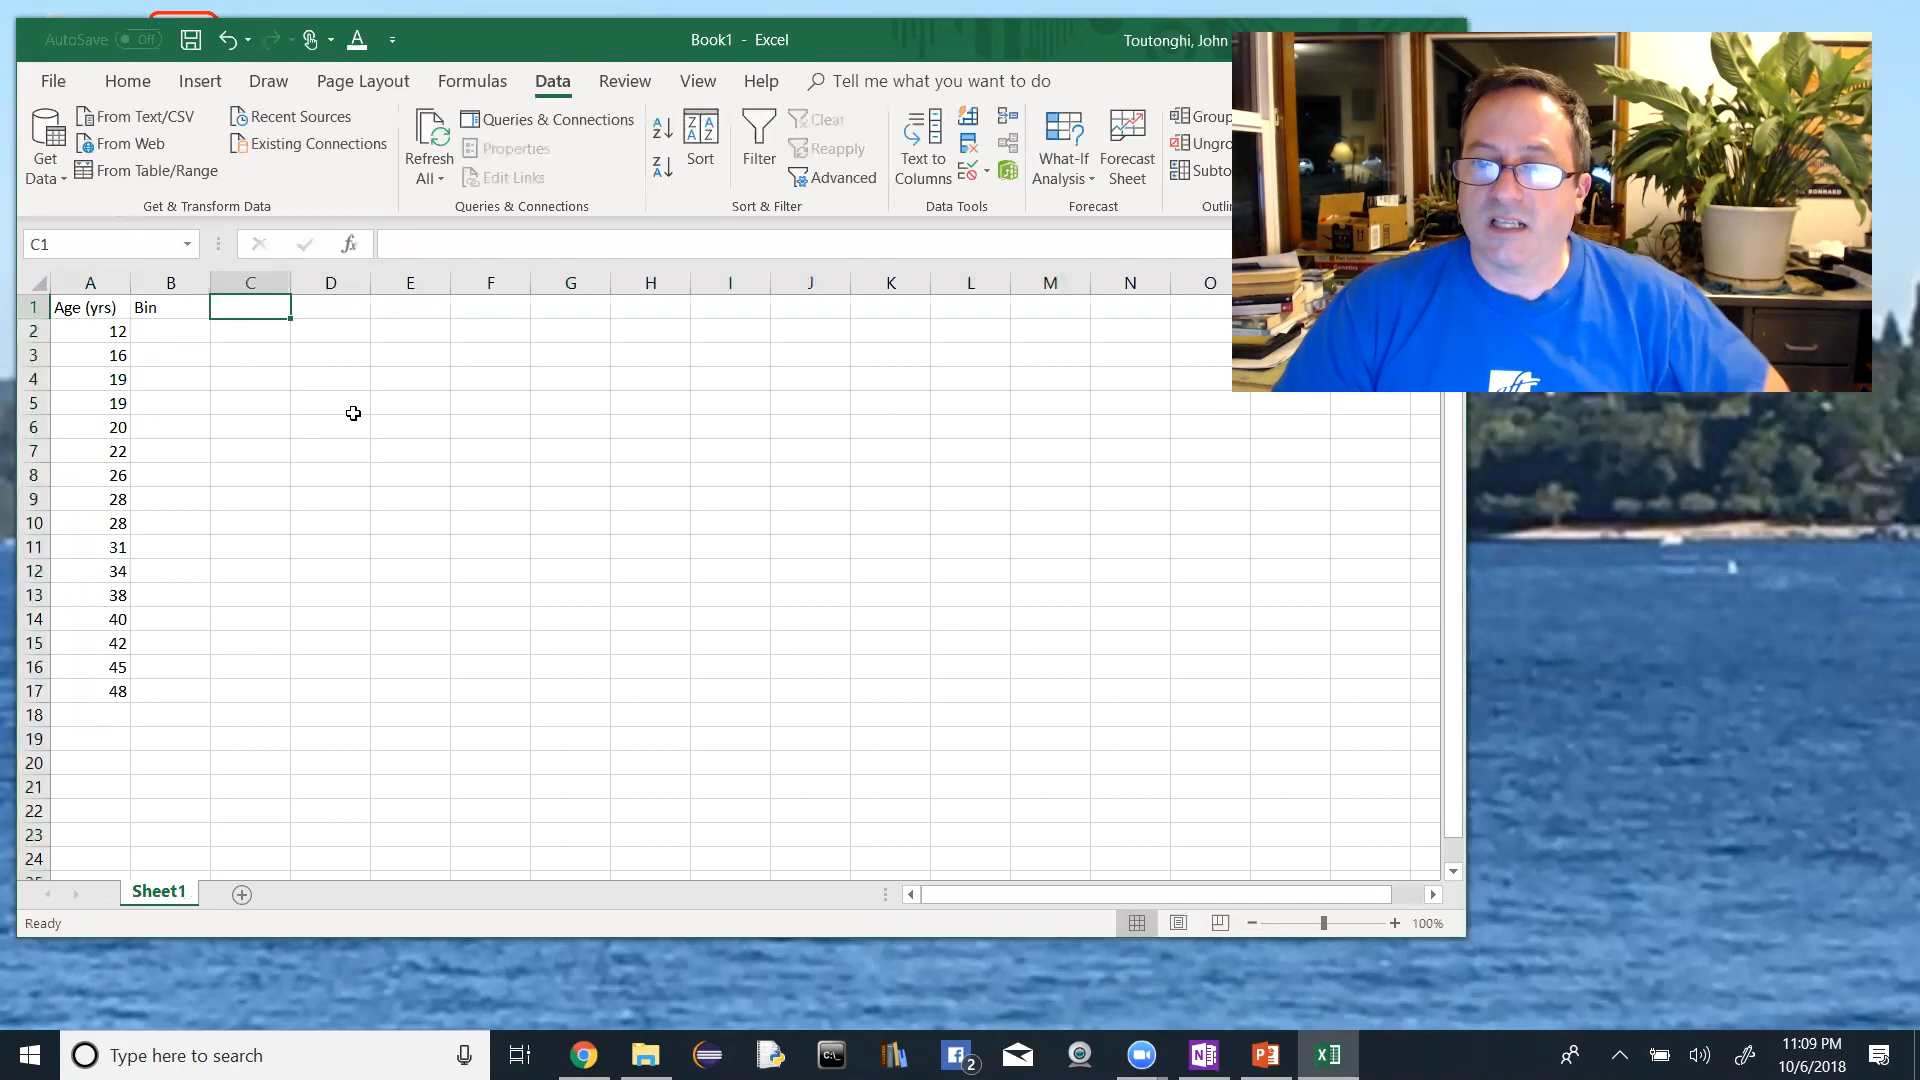 AutoSave Off
Book1 - Excel
Toutonghi, John
File Home Insert Draw Page Layout Formulas Data Review View Help Tell me what you want to do
Get Data
From Text/CSV
From Web
From Table/Range
Recent Sources
Existing Connections
Get & Transform Data
Refresh All
Queries & Connections
Properties
Edit Links
Queries & Connections
Sort
Filter
Clear
Reapply
Advanced
Sort & Filter
Text to Columns
Data Tools
What-If Analysis
Forecast Sheet
Forecast
Group
Ungro
Subto
Outlin
C1
fx
A B C D E F G H I J K L M N O
1 Age (yrs) Bin
2 12
3 16
4 19
5 19
6 20
7 22
8 26
9 28
10 28
11 31
12 34
13 38
14 40
15 42
16 45
17 48
18
19
20
21
22
23
24
Sheet1
Ready
100%
Type here to search
2
11:09 PM
10/6/2018